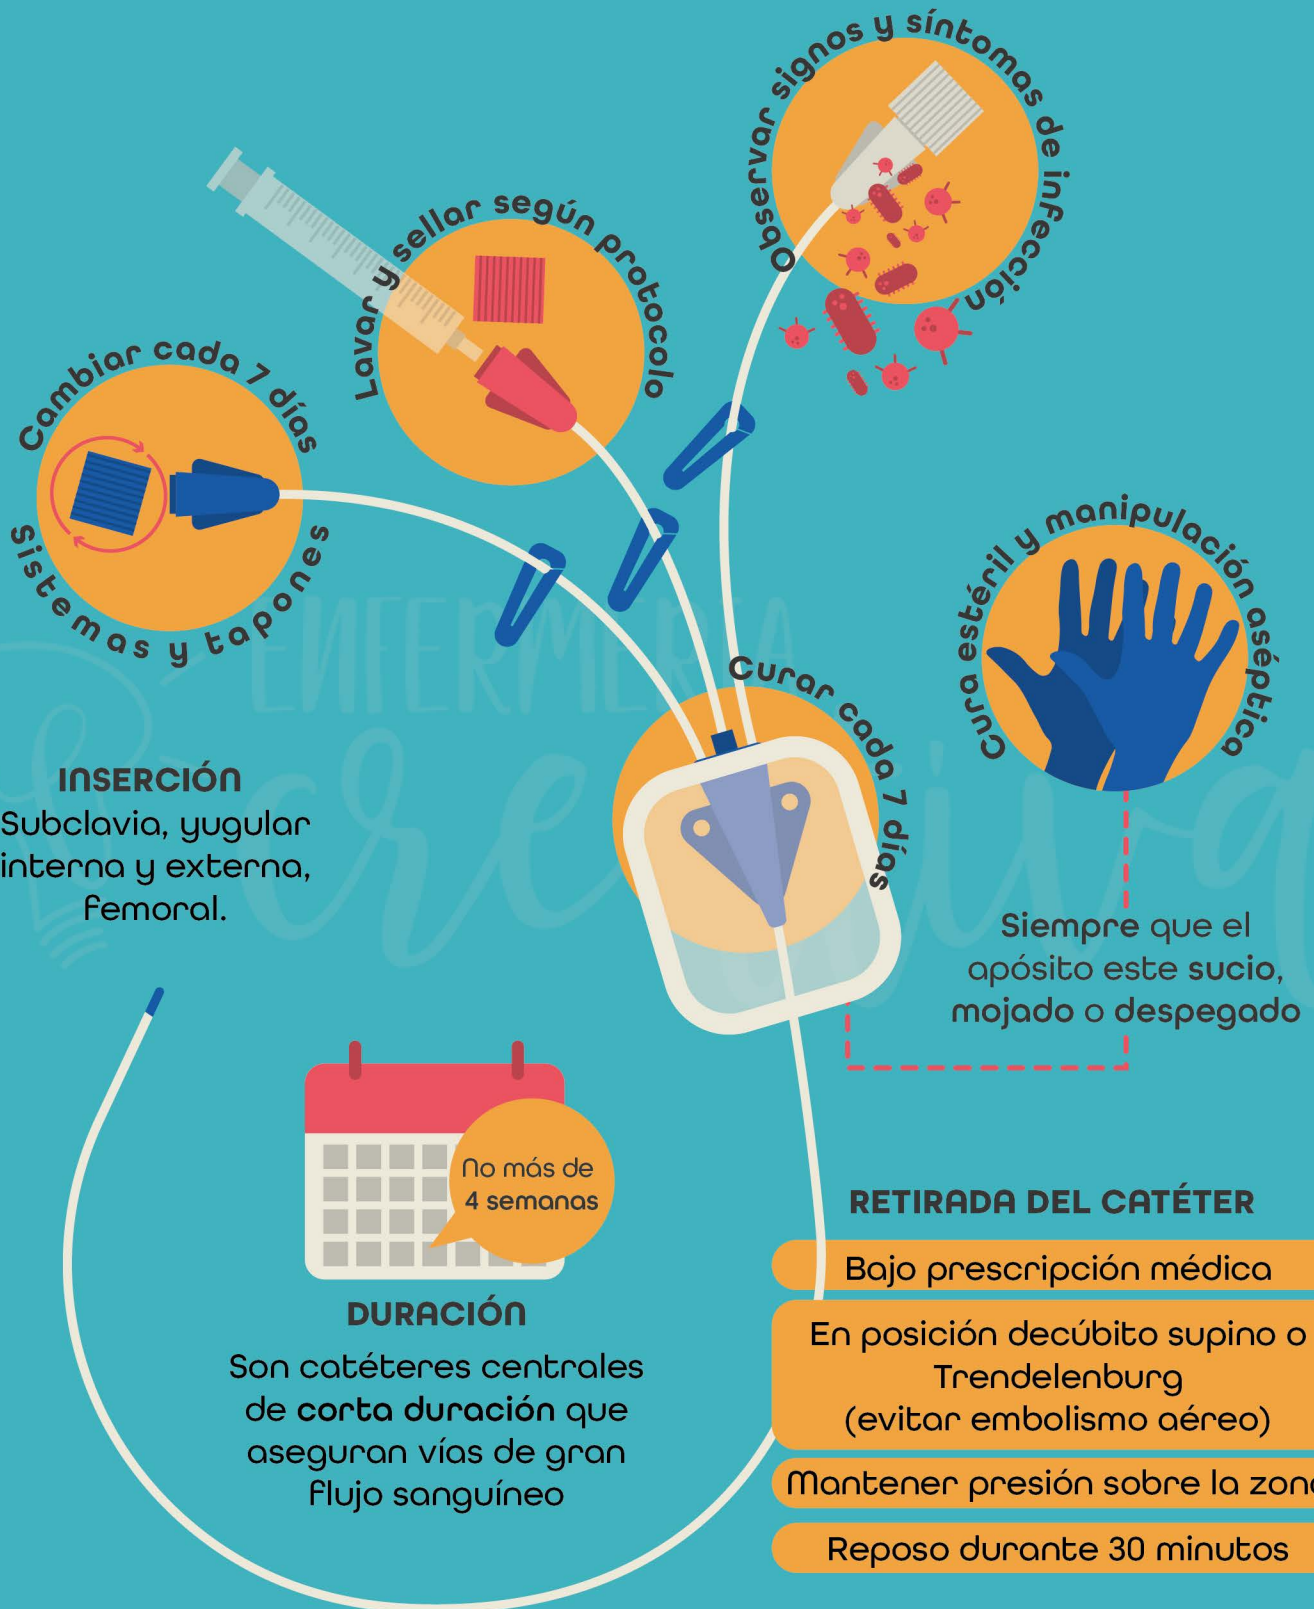 Observar signos y síntomas de infección
Lavar y sellar según protocolo
Cambiar cada 7 días
Sistemas y tapones
Cura estéril y manipulación aséptica
ENFERMERÍA
creativa
Curar cada 7 días
INSERCIÓN
Subclavia, yugular
interna y externa,
femoral.
Siempre que el
apósito este sucio,
mojado o despegado
No más de
4 semanas
DURACIÓN
Son catéteres centrales
de corta duración que
aseguran vías de gran
flujo sanguíneo
RETIRADA DEL CATÉTER
Bajo prescripción médica
En posición decúbito supino o
Trendelenburg
(evitar embolismo aéreo)
Mantener presión sobre la zona
Reposo durante 30 minutos